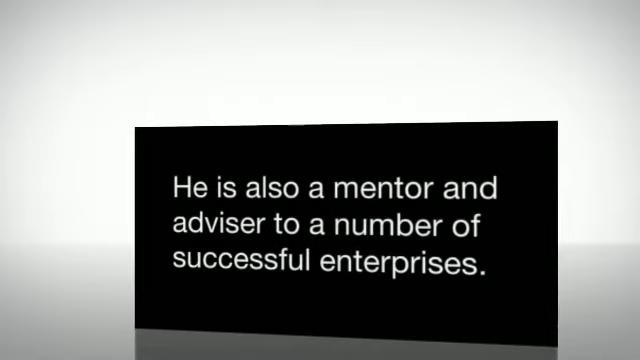 He is also a mentor and
adviser to a number of
successful enterprises.